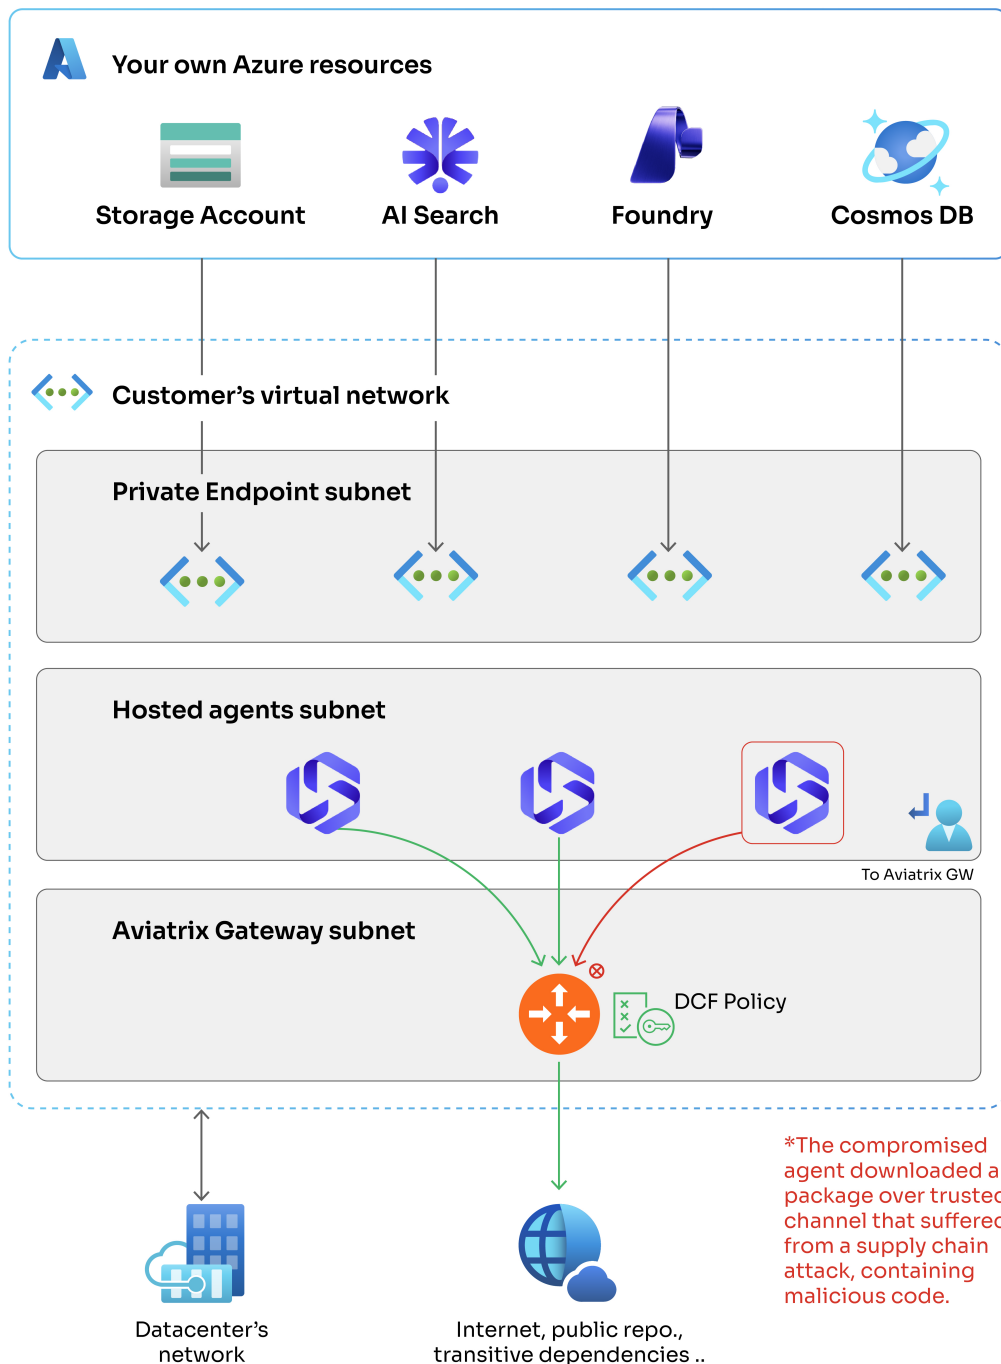 Your own Azure resources
Storage Account
AI Search
Foundry
Cosmos DB
Customer's virtual network
Private Endpoint subnet
Hosted agents subnet
To Aviatrix GW
Aviatrix Gateway subnet
DCF Policy
*The compromised
agent downloaded a
package over trusted
channel that suffered
from a supply chain
attack, containing
malicious code.
Datacenter's
network
Internet, public repo.,
transitive dependencies ..